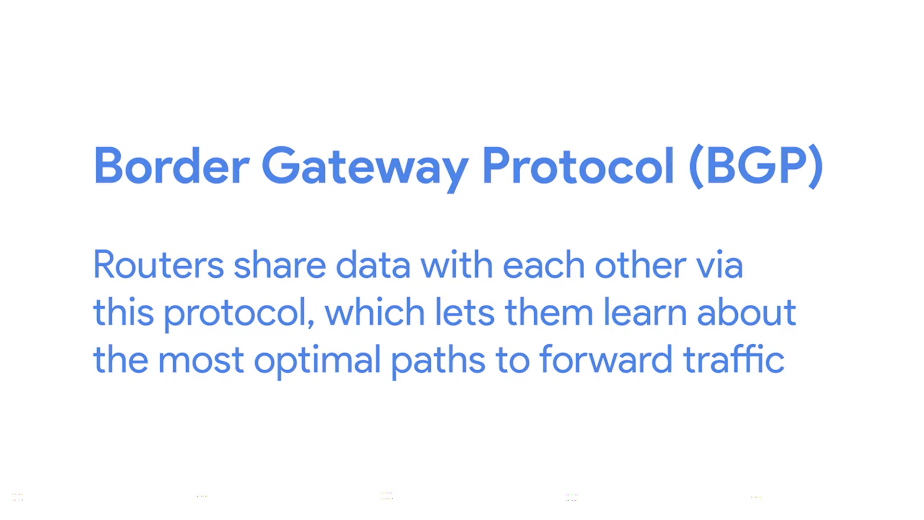 Border Gateway Protocol (BGP)
Routers share data with each other via
this protocol, which lets them learn about
the most optimal paths to forward traffic